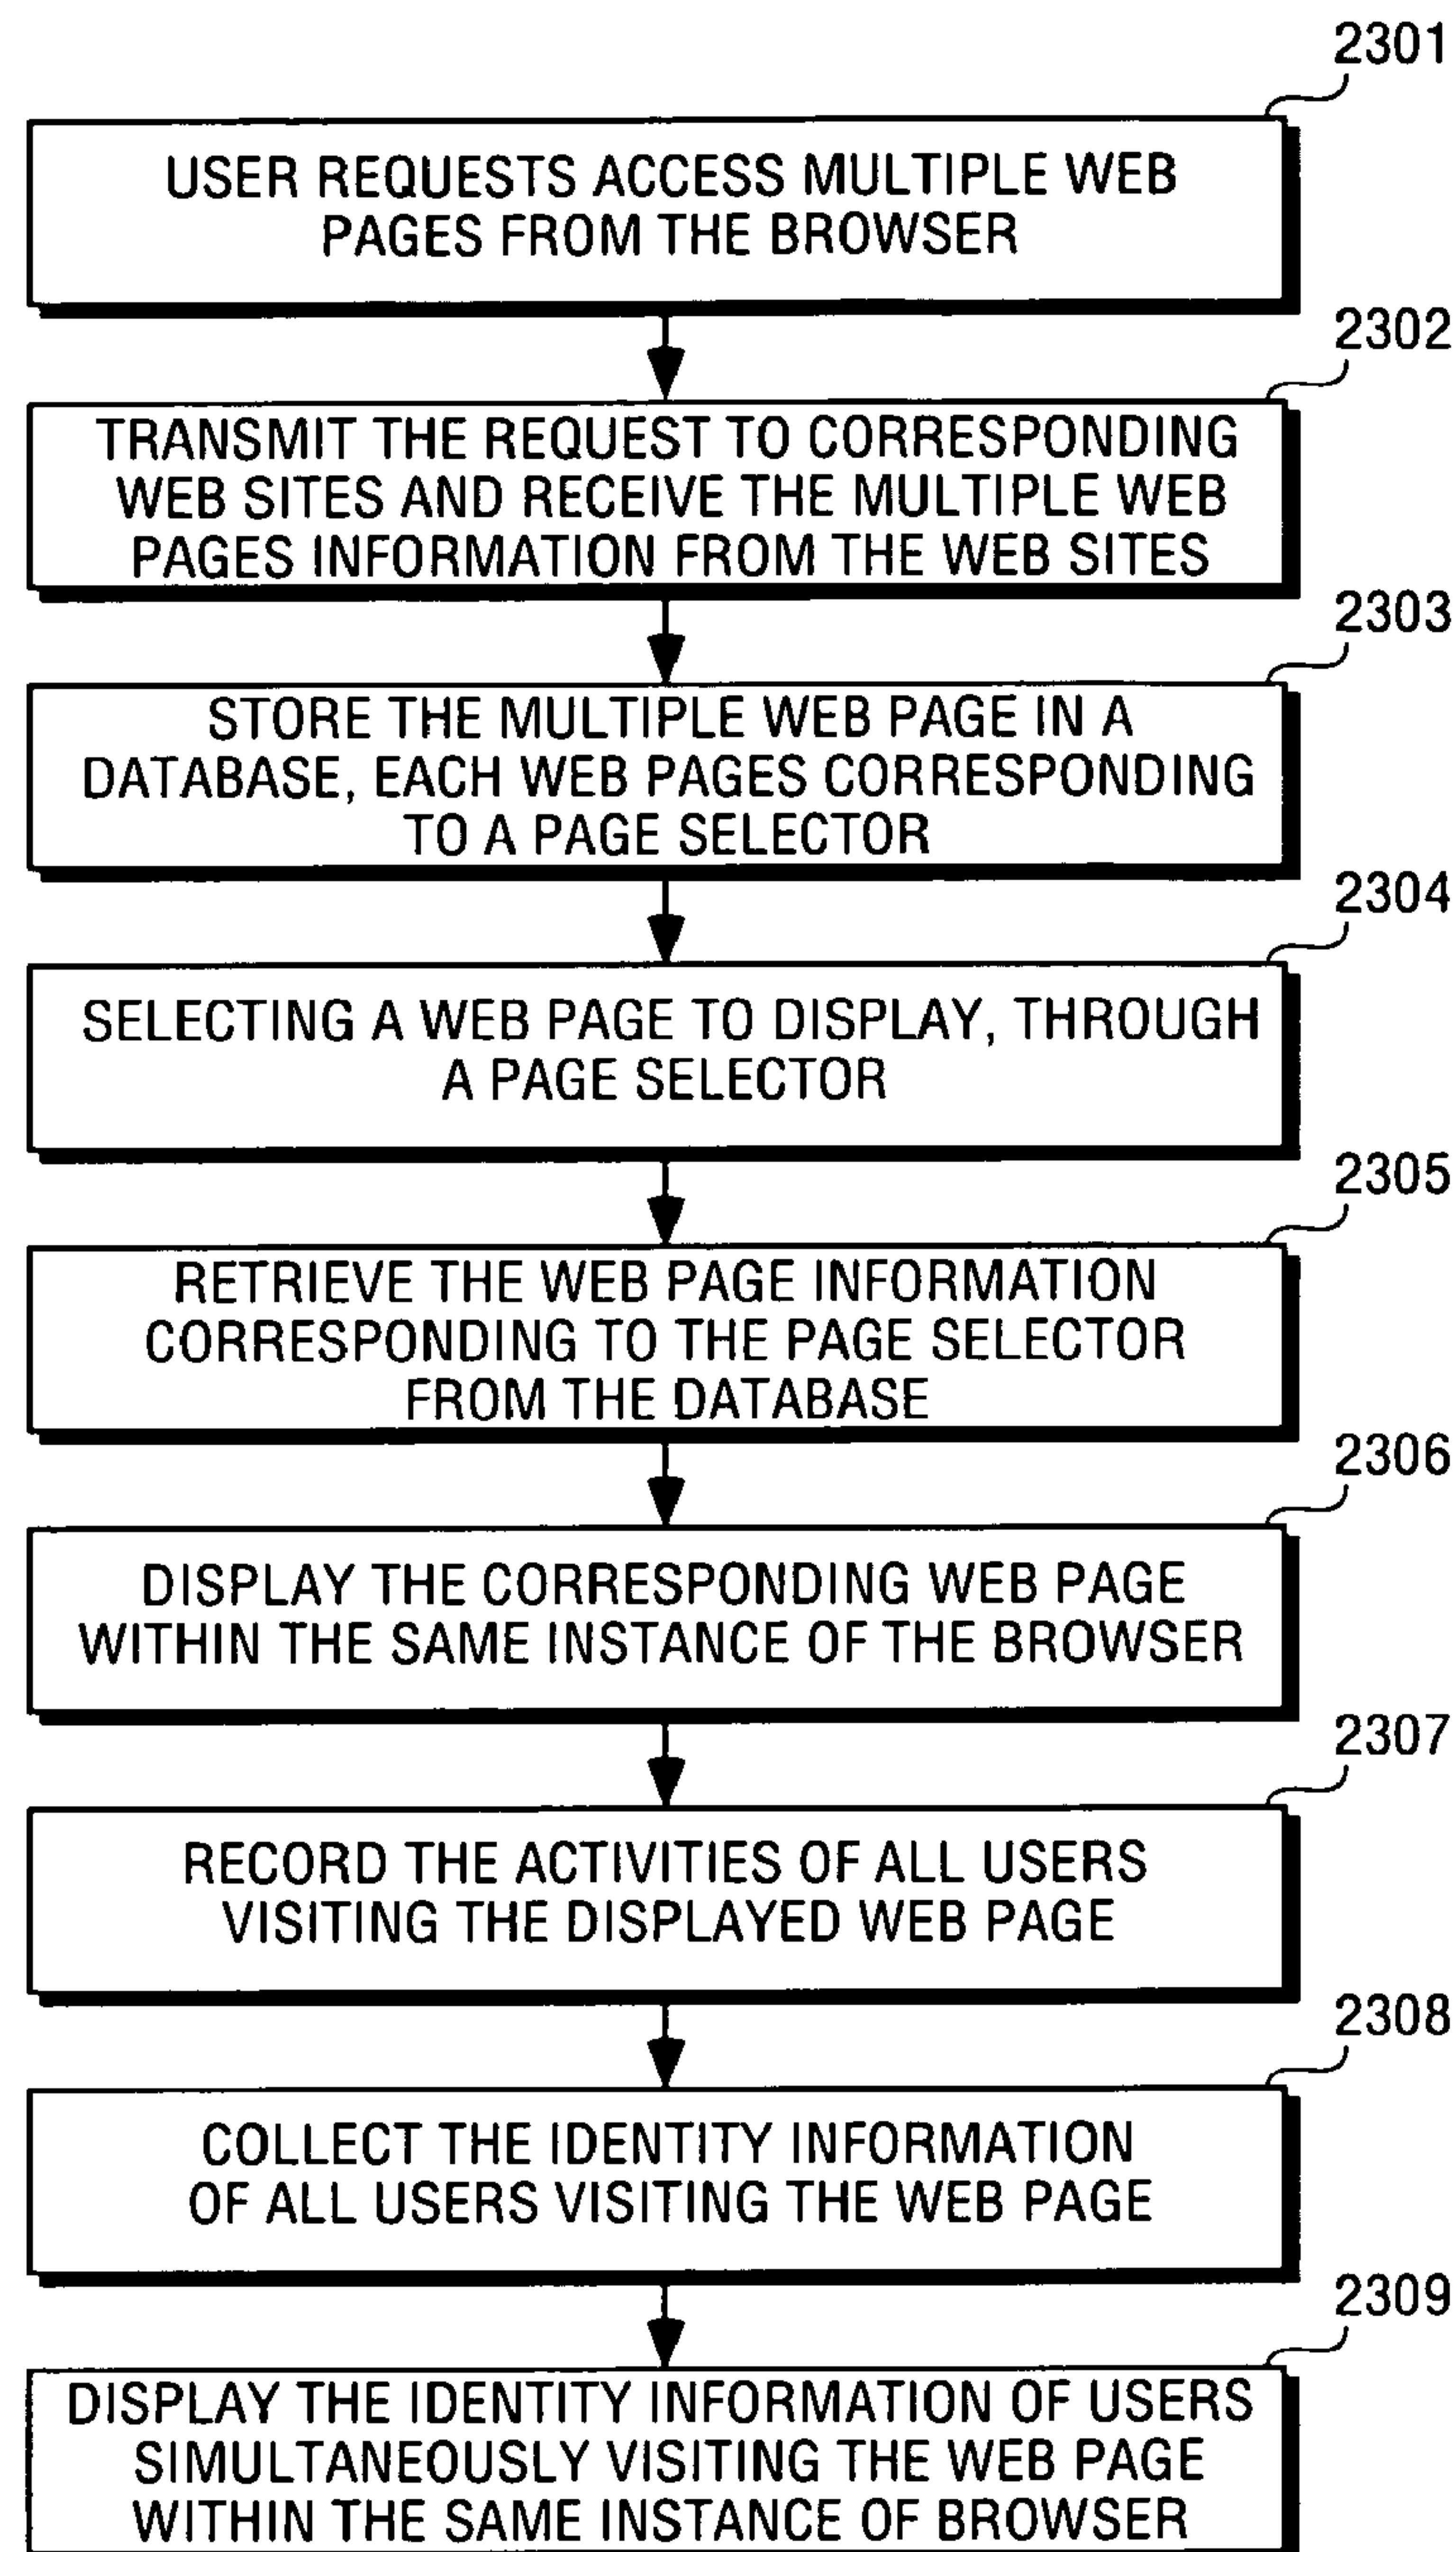 2301
USER REQUESTS ACCESS MULTIPLE WEB
PAGES FROM THE BROWSER
2302
TRANSMIT THE REQUEST TO CORRESPONDING
WEB SITES AND RECEIVE THE MULTIPLE WEB
PAGES INFORMATION FROM THE WEB SITES
2303
STORE THE MULTIPLE WEB PAGE IN A
DATABASE, EACH WEB PAGES CORRESPONDING
TO A PAGE SELECTOR
2304
SELECTING A WEB PAGE TO DISPLAY, THROUGH
A PAGE SELECTOR
2305
RETRIEVE THE WEB PAGE INFORMATION
CORRESPONDING TO THE PAGE SELECTOR
FROM THE DATABASE
2306
DISPLAY THE CORRESPONDING WEB PAGE
WITHIN THE SAME INSTANCE OF THE BROWSER
2307
RECORD THE ACTIVITIES OF ALL USERS
VISITING THE DISPLAYED WEB PAGE
2308
COLLECT THE IDENTITY INFORMATION
OF ALL USERS VISITING THE WEB PAGE
2309
DISPLAY THE IDENTITY INFORMATION OF USERS
SIMULTANEOUSLY VISITING THE WEB PAGE
WITHIN THE SAME INSTANCE OF BROWSER